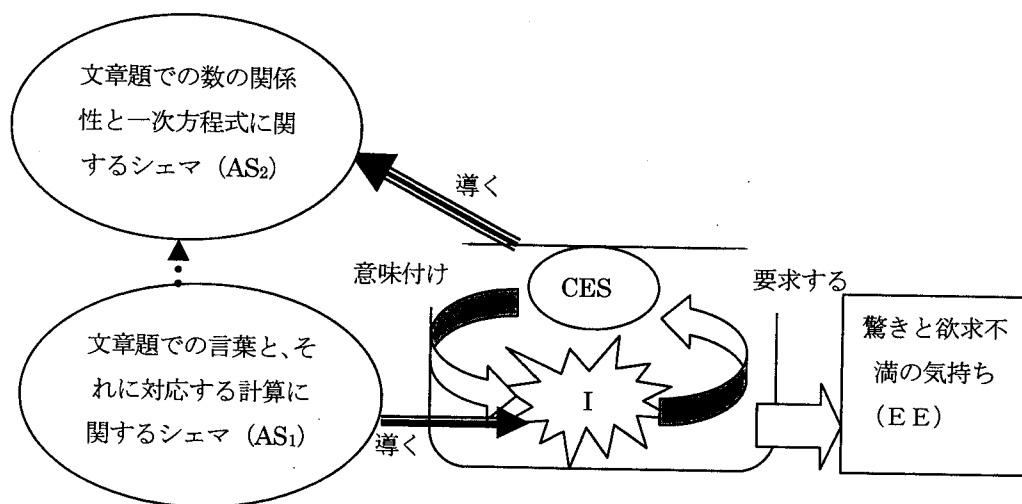 文章題での数の関係
性と一次方程式に関
するシェマ（AS₂）
導く
意味付け
CES
要求する
文章題での言葉と、そ
れに対応する計算に
関するシェマ（AS₁）
導く
I
驚きと欲求不
満の気持ち
（ＥＥ）